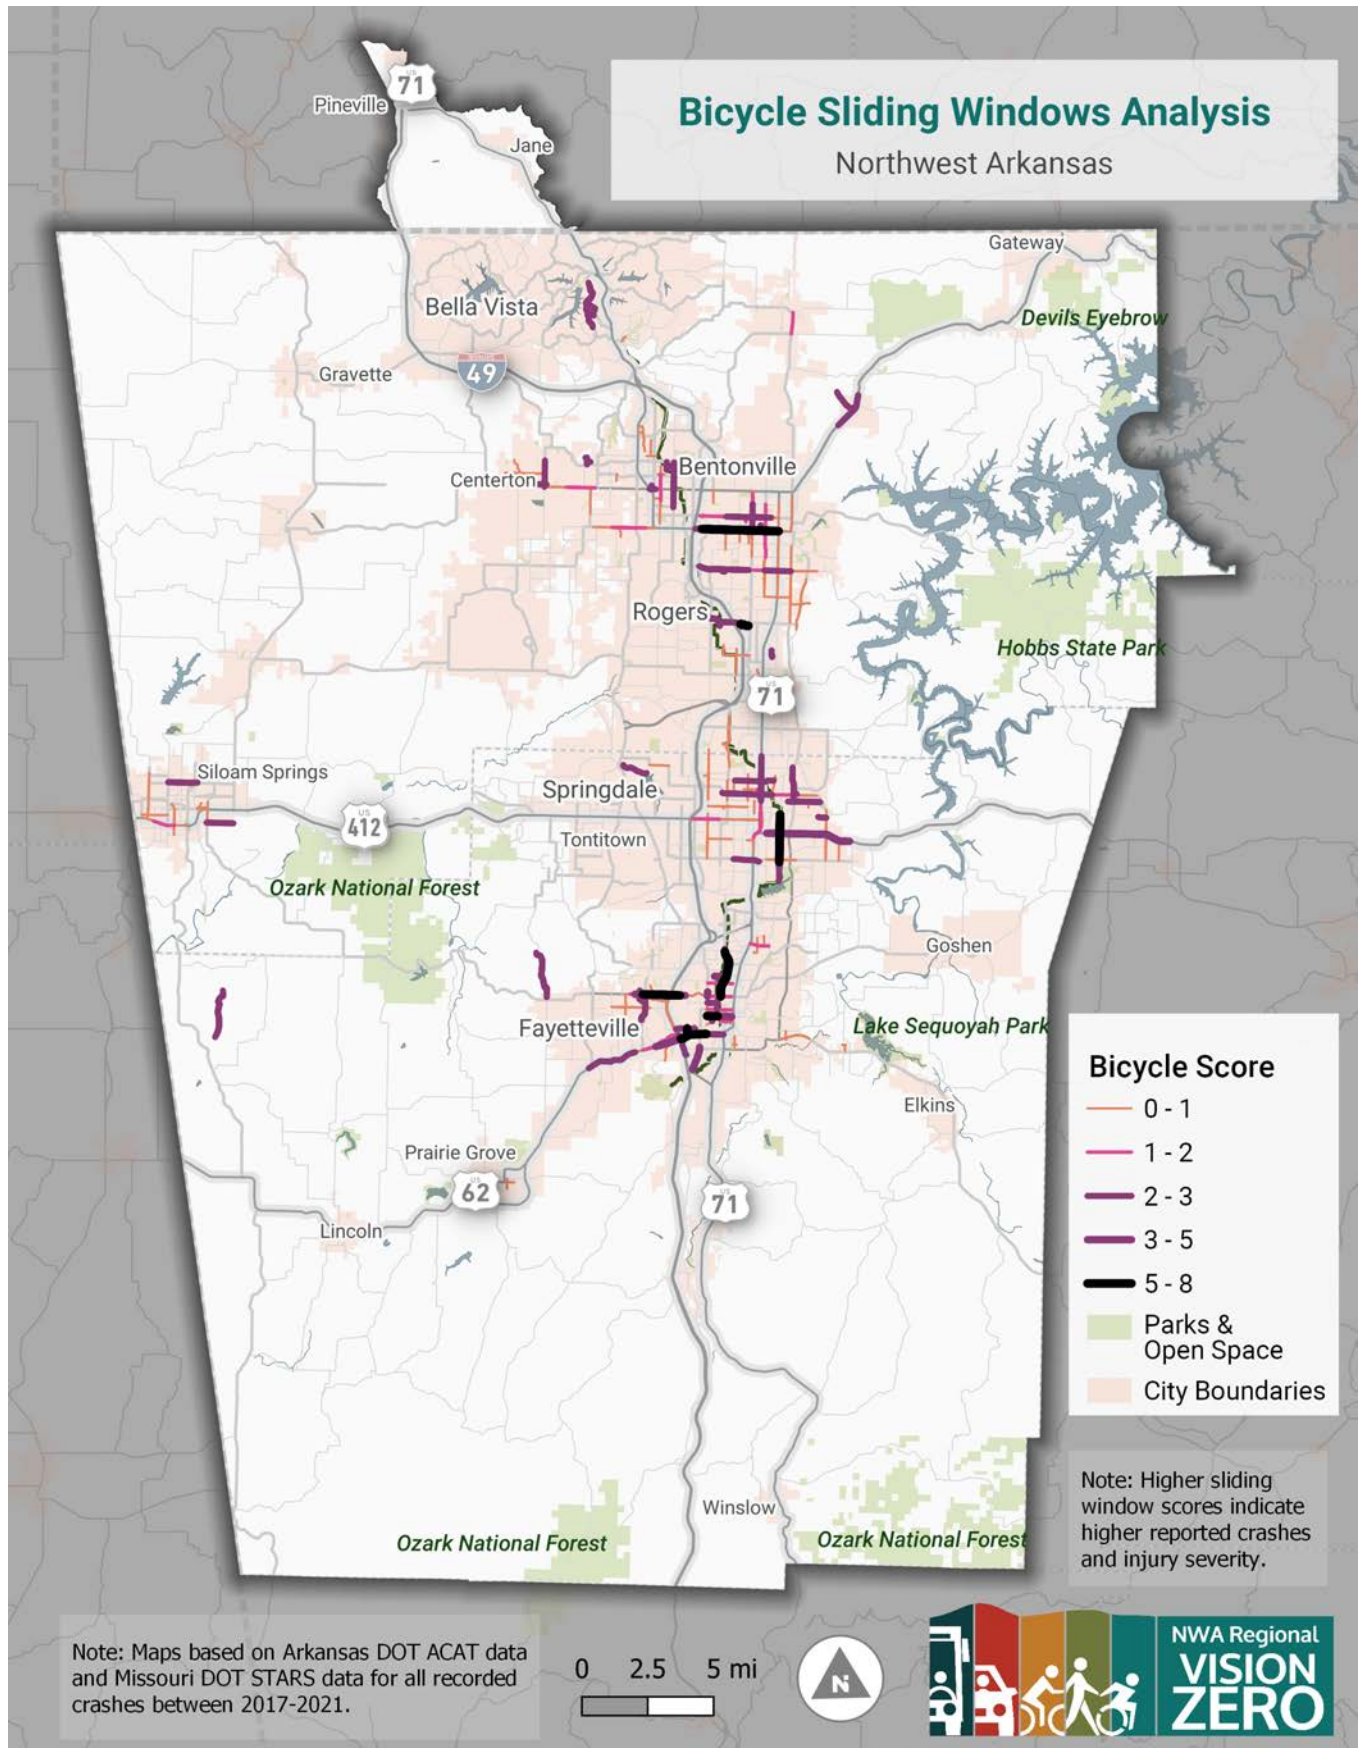 Bicycle Sliding Windows Analysis
Northwest Arkansas
US
71
Pineville
Jane
Gateway
Bella Vista
Devils Eyebrow
Gravette
49
Bentonville
Centerton
Rogers
Hobbs State Park
US
71
Siloam Springs
Springdale
US
412
Tontitown
Ozark National Forest
Goshen
Fayetteville
Lake Sequoyah Park
Elkins
Prairie Grove
US
62
US
71
Lincoln
Winslow
Ozark National Forest
Ozark National Forest
Bicycle Score
0 - 1
1 - 2
2 - 3
3 - 5
5 - 8
Parks &
Open Space
City Boundaries
Note: Higher sliding
window scores indicate
higher reported crashes
and injury severity.
Note: Maps based on Arkansas DOT ACAT data
and Missouri DOT STARS data for all recorded
crashes between 2017-2021.
0 2.5 5 mi
N
NWA Regional
VISION
ZERO